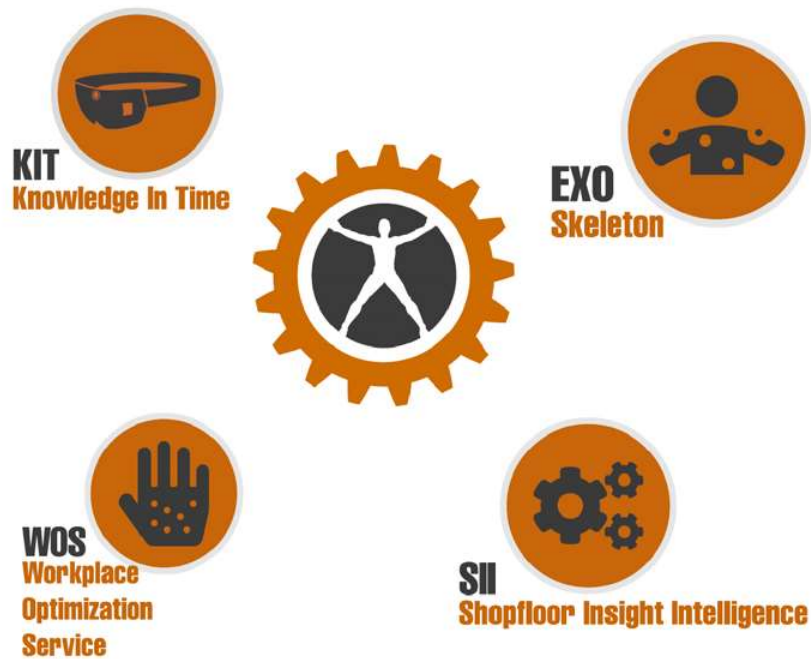 KIT
Knowledge In Time
EXO
Skeleton
WOS
Workplace
Optimization
Service
SII
Shopfloor Insight Intelligence